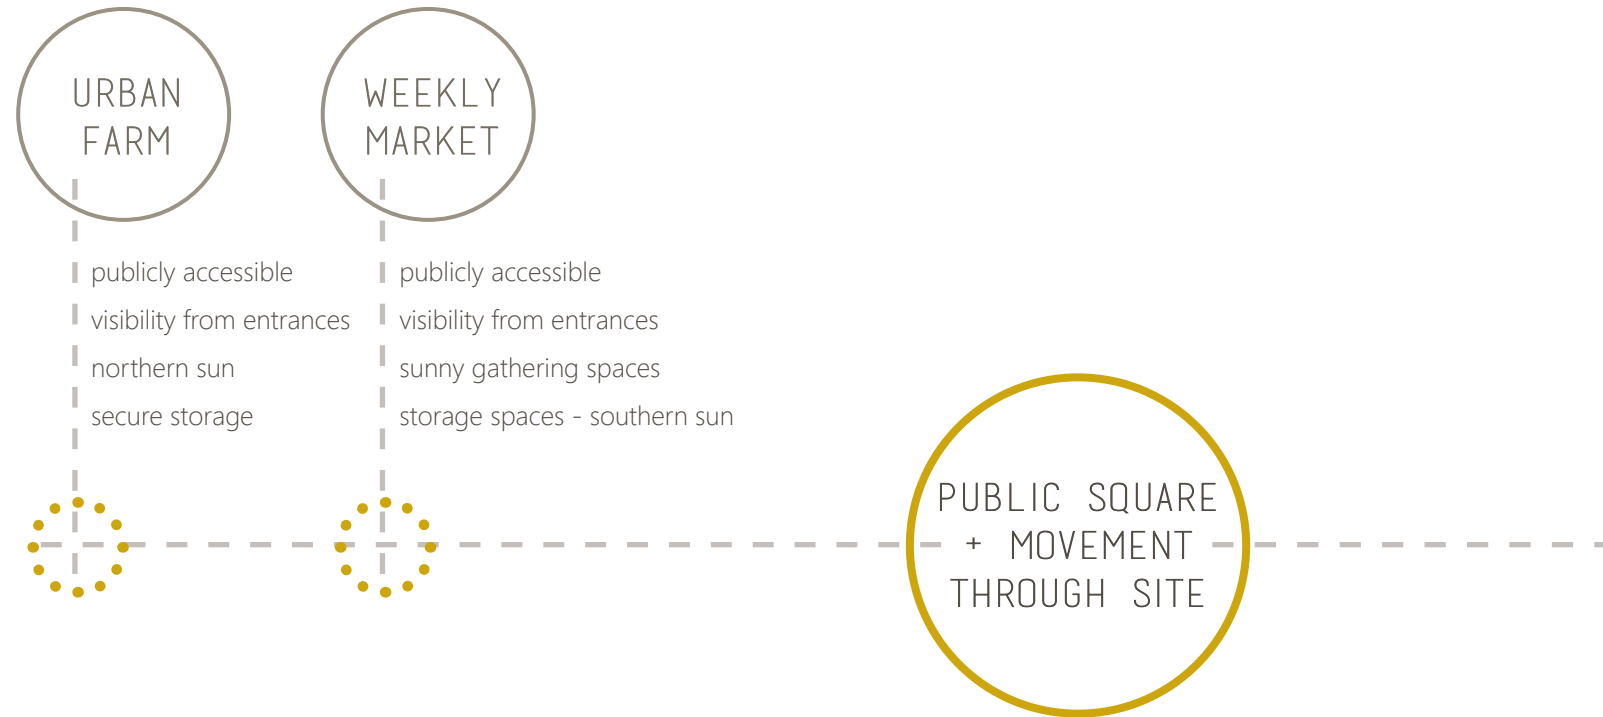 URBAN
FARM
publicly accessible
visibility from entrances
northern sun
secure storage
WEEKLY
MARKET
publicly accessible
visibility from entrances
sunny gathering spaces
storage spaces - southern sun
PUBLIC SQUARE
+ MOVEMENT
THROUGH SITE